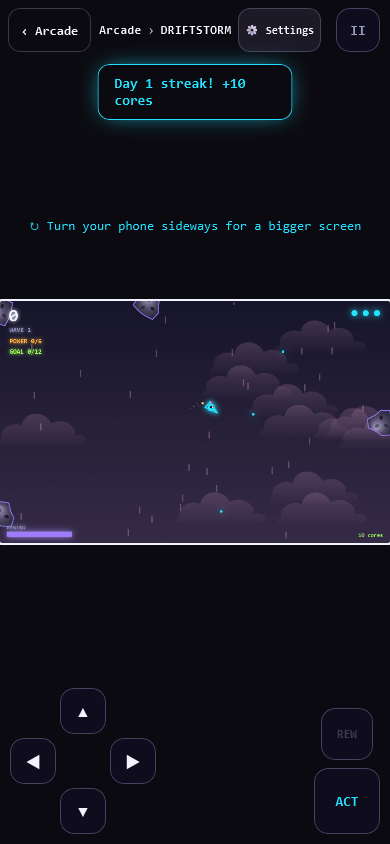 ‹ Arcade
Arcade › DRIFTSTORM
Settings
II
Day 1 streak! +10
cores
↻ Turn your phone sideways for a bigger screen
0
WAVE 1
POWER 0/6
GOAL 0/12
10 cores
▲
◀
▶
▼
REW
ACT